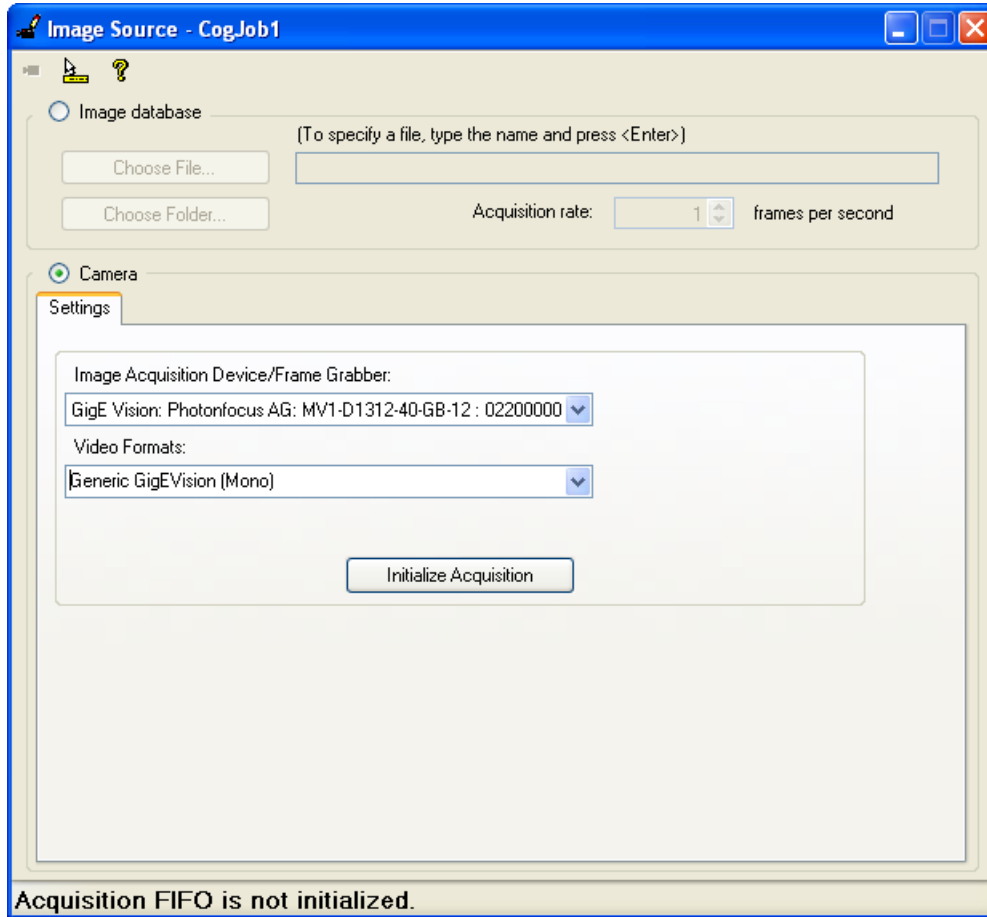 Image Source - CogJob1
Image database
(To specify a file, type the name and press <Enter>)
Choose File...
Choose Folder...
Acquisition rate: 1 frames per second
Camera
Settings
Image Acquisition Device/Frame Grabber:
GigE Vision: Photonfocus AG: MV1-D1312-40-GB-12 : 02200000
Video Formats:
Generic GigEVision (Mono)
Initialize Acquisition
Acquisition FIFO is not initialized.